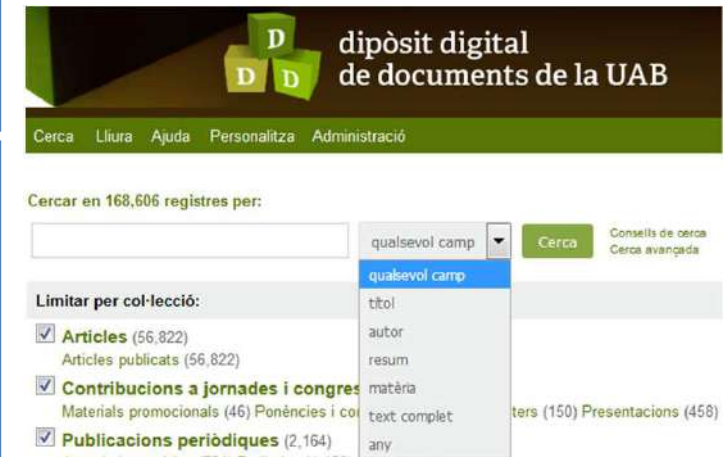 D
D D
dipòsit digital
de documents de la UAB
Cerca Lliura Ajuda Personalitza Administració
Cercar en 168,606 registres per:
qualsevol camp Cerca
Consells de cerca
Cerca avançada
qualsevol camp
títol
autor
resum
matèria
text complet
any
Limitar per col·lecció:
Articles (56,822)
Articles publicats (56,822)
Contribucions a jornades i congres
Materials promocionals (46) Ponències i co ters (150) Presentacions (458)
Publicacions periòdiques (2,164)